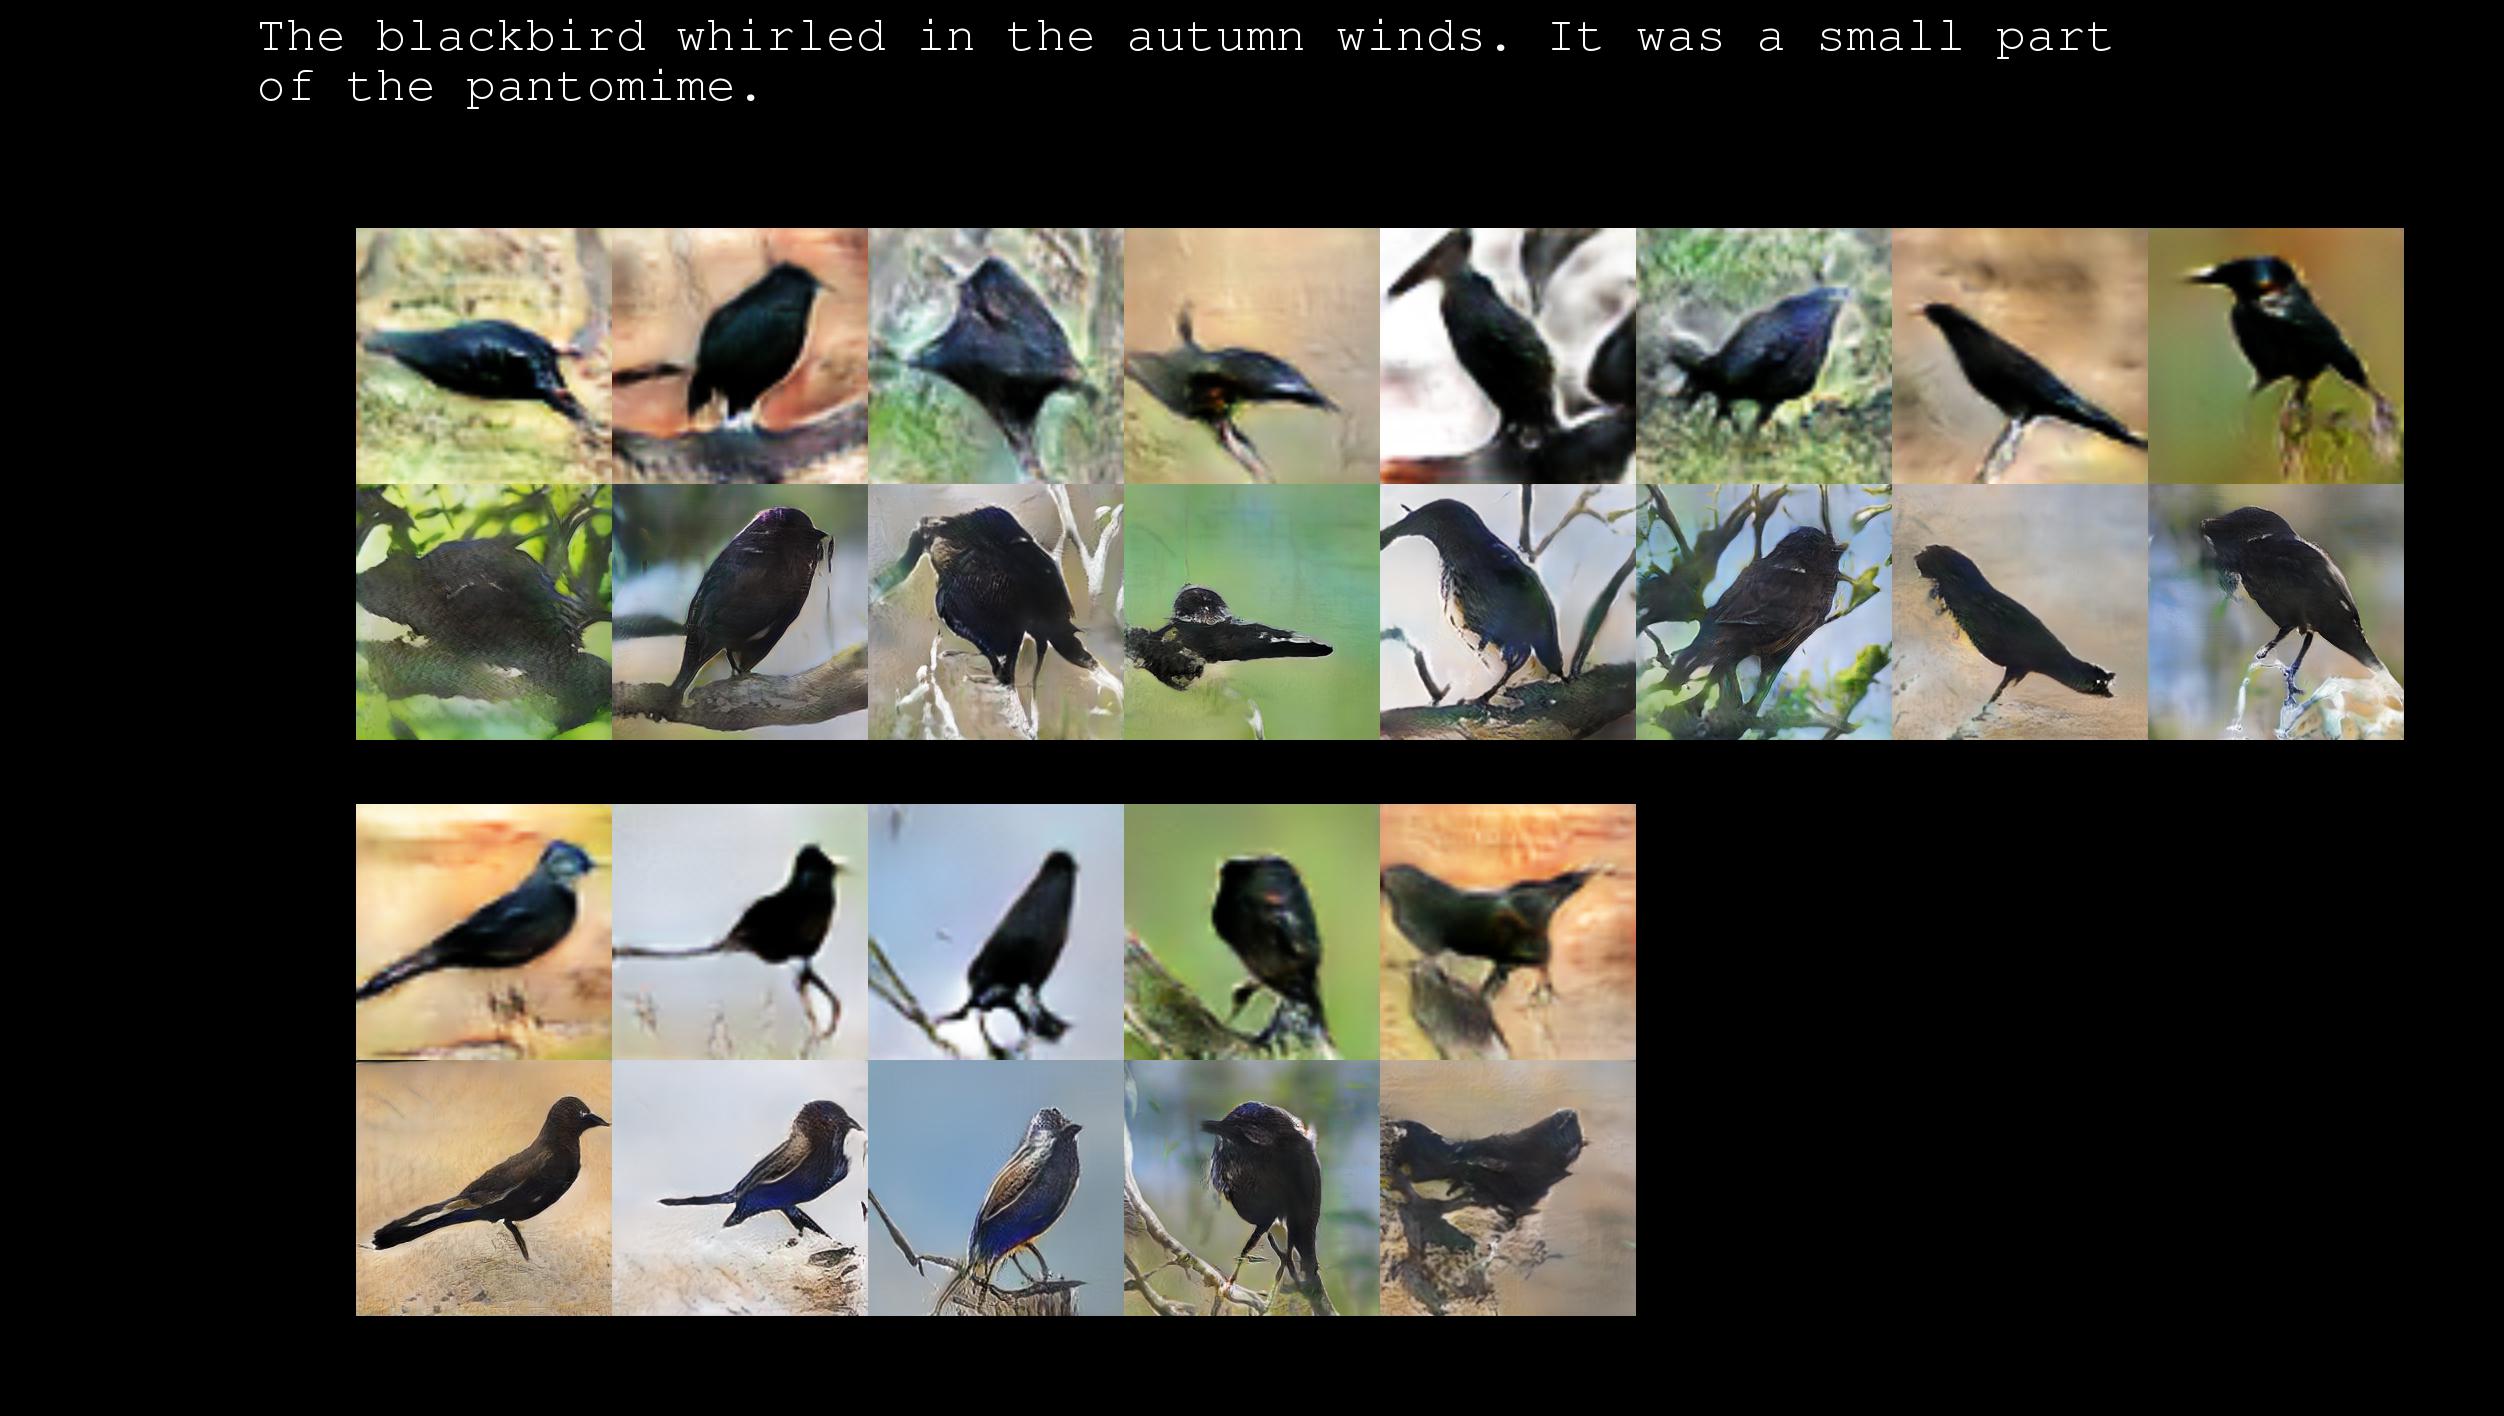 The blackbird whirled in the autumn winds. It was a small part
of the pantomime.